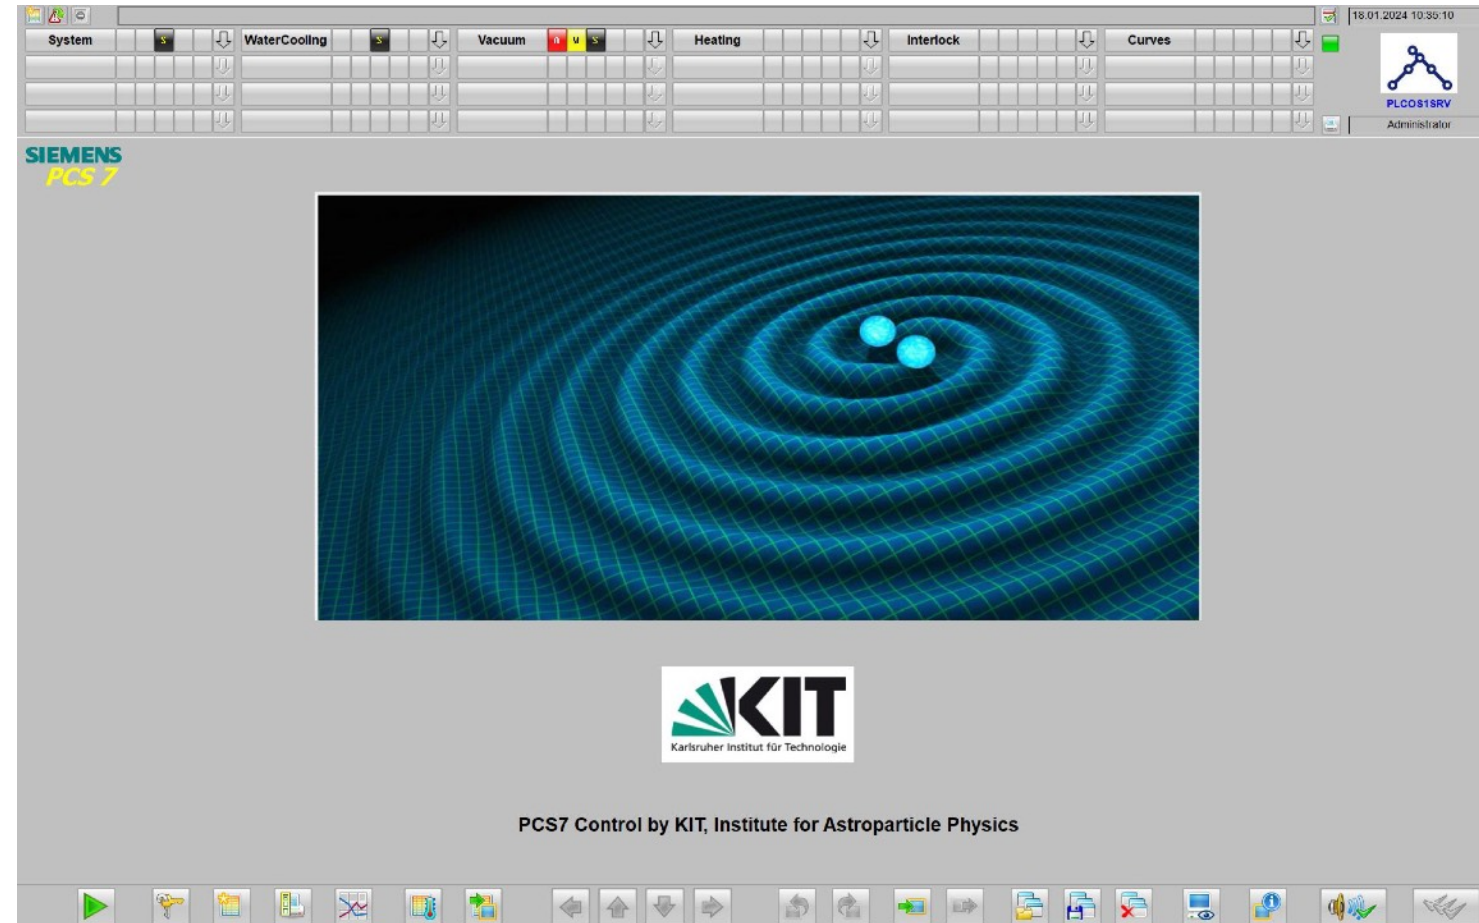 18.01.2024 10:35:10
System S WaterCooling S Vacuum A W S Heating Interlock Curves
PLCOS1SRV
Administrator
SIEMENS
PCS 7
KIT
Karlsruher Institut für Technologie
PCS7 Control by KIT, Institute for Astroparticle Physics